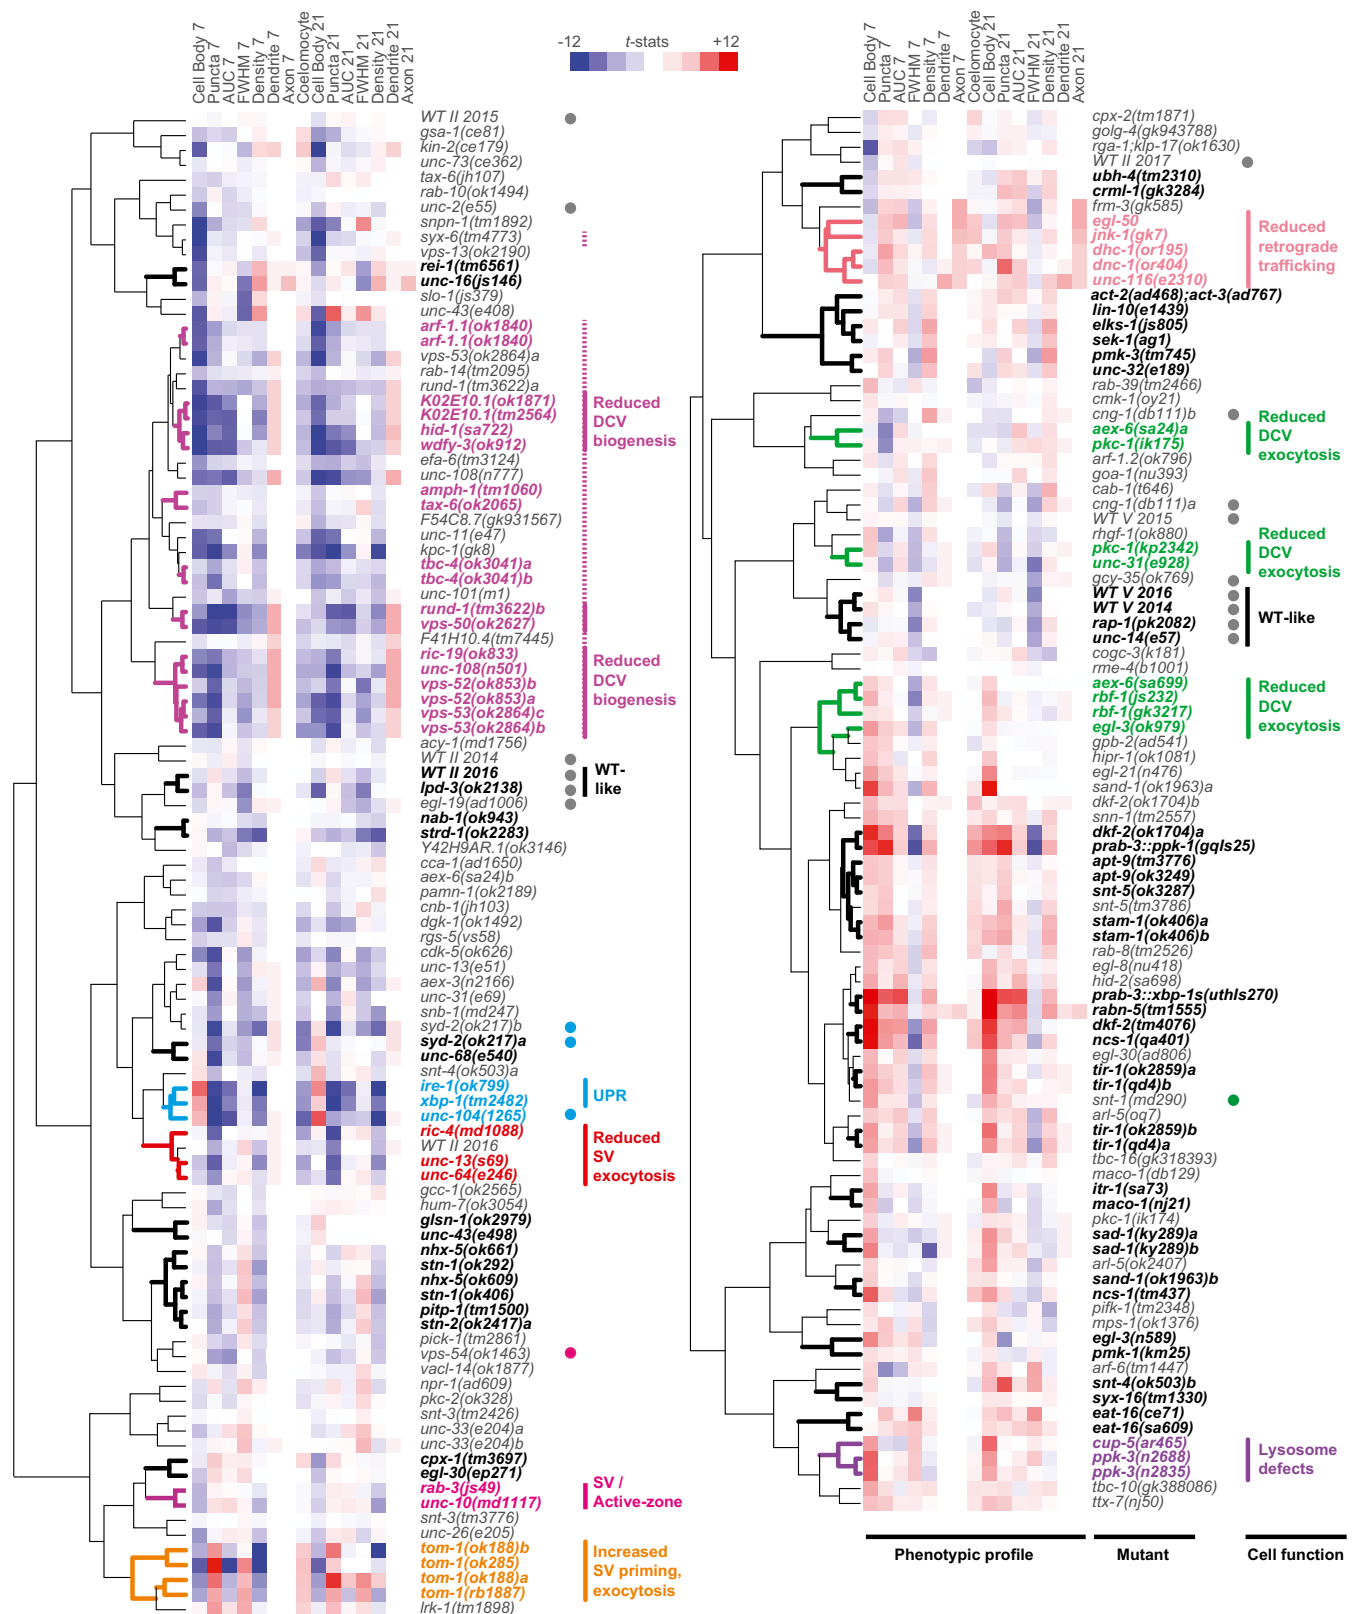 Cell Body 7
Puncta 7
AUC 7
FWHM 7
Density 7
Dendrite 7
Axon 7
Coelomocyte
Cell Body 21
Puncta 21
AUC 21
FWHM 21
Density 21
Dendrite 21
Axon 21
-12 t-stats +12
WT II 2015
gsa-1(ce81)
kin-2(ce179)
unc-73(ce362)
tax-6(jh107)
rab-10(ok1494)
unc-2(e55)
snpn-1(tm1892)
syx-6(tm4773)
vps-13(ok2190)
rei-1(tm6561)
unc-16(js146)
slo-1(js379)
unc-43(e408)
arf-1.1(ok1840)
arf-1.1(ok1840)
vps-53(ok2864)a
rab-14(tm2095)
rund-1(tm3622)a
K02E10.1(ok1871)
K02E10.1(tm2564)
hid-1(sa722)
wdfy-3(ok912)
Reduced
DCV
biogenesis
efa-6(tm3124)
unc-108(n777)
amph-1(tm1060)
tax-6(ok2065)
F54C8.7(gk931567)
unc-11(e47)
kpc-1(gk8)
tbc-4(ok3041)a
tbc-4(ok3041)b
unc-101(m1)
rund-1(tm3622)b
vps-50(ok2627)
F41H10.4(tm7445)
ric-19(ok833)
unc-108(n501)
vps-52(ok853)b
vps-52(ok853)a
vps-53(ok2864)c
vps-53(ok2864)b
Reduced
DCV
biogenesis
acy-1(md1756)
WT II 2014
WT II 2016
lpd-3(ok2138)
WT-
like
egl-19(ad1006)
nab-1(ok943)
strd-1(ok2283)
Y42H9AR.1(ok3146)
cca-1(ad1650)
aex-6(sa24)b
pamn-1(ok2189)
cnb-1(jh103)
dgk-1(ok1492)
rgs-5(vs58)
cdk-5(ok626)
unc-13(e51)
aex-3(n2166)
unc-31(e69)
snb-1(md247)
syd-2(ok217)b
syd-2(ok217)a
unc-68(e540)
snt-4(ok503)a
ire-1(ok799)
xbp-1(tm2482)
unc-104(1265)
UPR
ric-4(md1088)
WT II 2016
unc-13(s69)
unc-64(e246)
Reduced
SV
exocytosis
gcc-1(ok2565)
hum-7(ok3054)
glsn-1(ok2979)
unc-43(e498)
nhx-5(ok661)
stn-1(ok292)
nhx-5(ok609)
stn-1(ok406)
pitp-1(tm1500)
stn-2(ok2417)a
pick-1(tm2861)
vps-54(ok1463)
vacl-14(ok1877)
npr-1(ad609)
pkc-2(ok328)
snt-3(tm2426)
unc-33(e204)a
unc-33(e204)b
cpx-1(tm3697)
egl-30(ep271)
rab-3(js49)
unc-10(md1117)
SV /
Active-zone
snt-3(tm3776)
unc-26(e205)
tom-1(ok188)b
tom-1(ok285)
tom-1(ok188)a
tom-1(rb1887)
Increased
SV priming,
exocytosis
lrk-1(tm1898)
Cell Body 7
Puncta 7
AUC 7
FWHM 7
Density 7
Dendrite 7
Axon 7
Coelomocyte
Cell Body 21
Puncta 21
AUC 21
FWHM 21
Density 21
Dendrite 21
Axon 21
cpx-2(tm1871)
golg-4(gk943788)
rga-1;klp-17(ok1630)
WT II 2017
ubh-4(tm2310)
crml-1(gk3284)
frm-3(gk585)
egl-50
jnk-1(gk7)
dhc-1(or195)
dnc-1(or404)
unc-116(e2310)
Reduced
retrograde
trafficking
act-2(ad468);act-3(ad767)
lin-10(e1439)
elks-1(js805)
sek-1(ag1)
pmk-3(tm745)
unc-32(e189)
rab-39(tm2466)
cmk-1(oy21)
cng-1(db111)b
aex-6(sa24)a
pkc-1(ik175)
Reduced
DCV
exocytosis
arf-1.2(ok796)
goa-1(nu393)
cab-1(t646)
cng-1(db111)a
WT V 2015
rhgf-1(ok880)
pkc-1(kp2342)
unc-31(e928)
Reduced
DCV
exocytosis
gcy-35(ok769)
WT V 2016
WT V 2014
rap-1(pk2082)
unc-14(e57)
WT-like
cogc-3(k181)
rme-4(b1001)
aex-6(sa699)
rbf-1(js232)
rbf-1(gk3217)
egl-3(ok979)
Reduced
DCV
exocytosis
gpb-2(ad541)
hipr-1(ok1081)
egl-21(n476)
sand-1(ok1963)a
dkf-2(ok1704)b
snn-1(tm2557)
dkf-2(ok1704)a
prab-3::ppk-1(gqIs25)
apt-9(tm3776)
apt-9(ok3249)
snt-5(ok3287)
snt-5(tm3786)
stam-1(ok406)a
stam-1(ok406)b
rab-8(tm2526)
egl-8(nu418)
hid-2(sa698)
prab-3::xbp-1s(uthIs270)
rabn-5(tm1555)
dkf-2(tm4076)
ncs-1(qa401)
egl-30(ad806)
tir-1(ok2859)a
tir-1(qd4)b
snt-1(md290)
arl-5(oq7)
tir-1(ok2859)b
tir-1(qd4)a
tbc-16(gk318393)
maco-1(db129)
itr-1(sa73)
maco-1(nj21)
pkc-1(ik174)
sad-1(ky289)a
sad-1(ky289)b
arl-5(ok2407)
sand-1(ok1963)b
ncs-1(tm437)
pifk-1(tm2348)
mps-1(ok1376)
egl-3(n589)
pmk-1(km25)
arf-6(tm1447)
snt-4(ok503)b
syx-16(tm1330)
eat-16(ce71)
eat-16(sa609)
cup-5(ar465)
ppk-3(n2688)
ppk-3(n2835)
Lysosome
defects
tbc-10(gk388086)
ttx-7(nj50)
Phenotypic profile
Mutant
Cell function